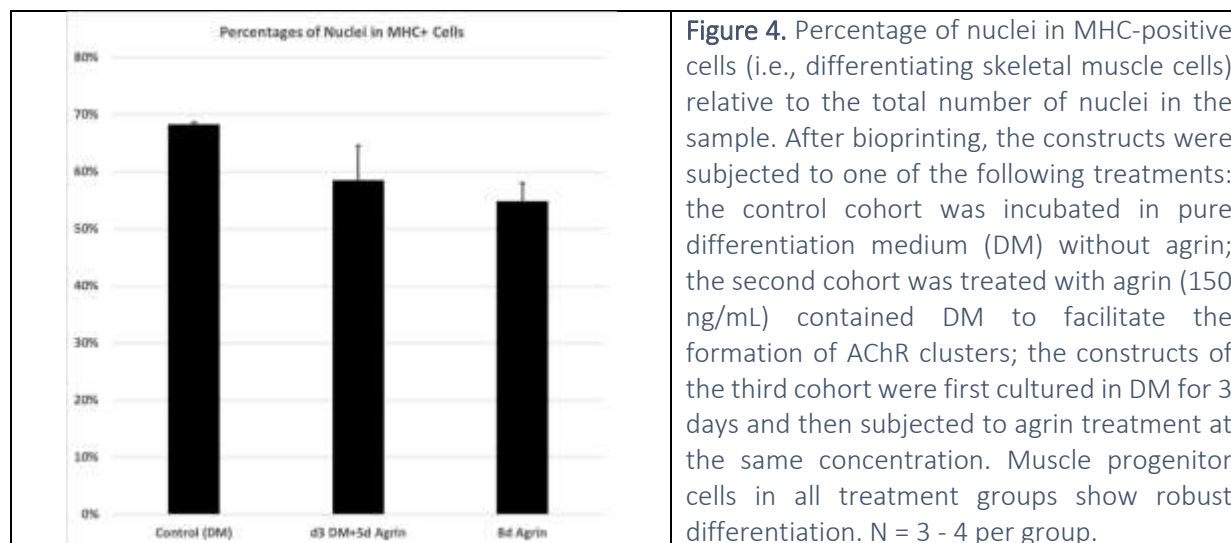 Percentages of Nuclei in MHC+ Cells
80%
70%
60%
50%
40%
30%
20%
10%
0%
Control (DM) d3 DM+5d Agrin 8d Agrin
Figure 4. Percentage of nuclei in MHC-positive
cells (i.e., differentiating skeletal muscle cells)
relative to the total number of nuclei in the
sample. After bioprinting, the constructs were
subjected to one of the following treatments:
the control cohort was incubated in pure
differentiation medium (DM) without agrin;
the second cohort was treated with agrin (150
ng/mL) contained DM to facilitate the
formation of AChR clusters; the constructs of
the third cohort were first cultured in DM for 3
days and then subjected to agrin treatment at
the same concentration. Muscle progenitor
cells in all treatment groups show robust
differentiation. N = 3 - 4 per group.